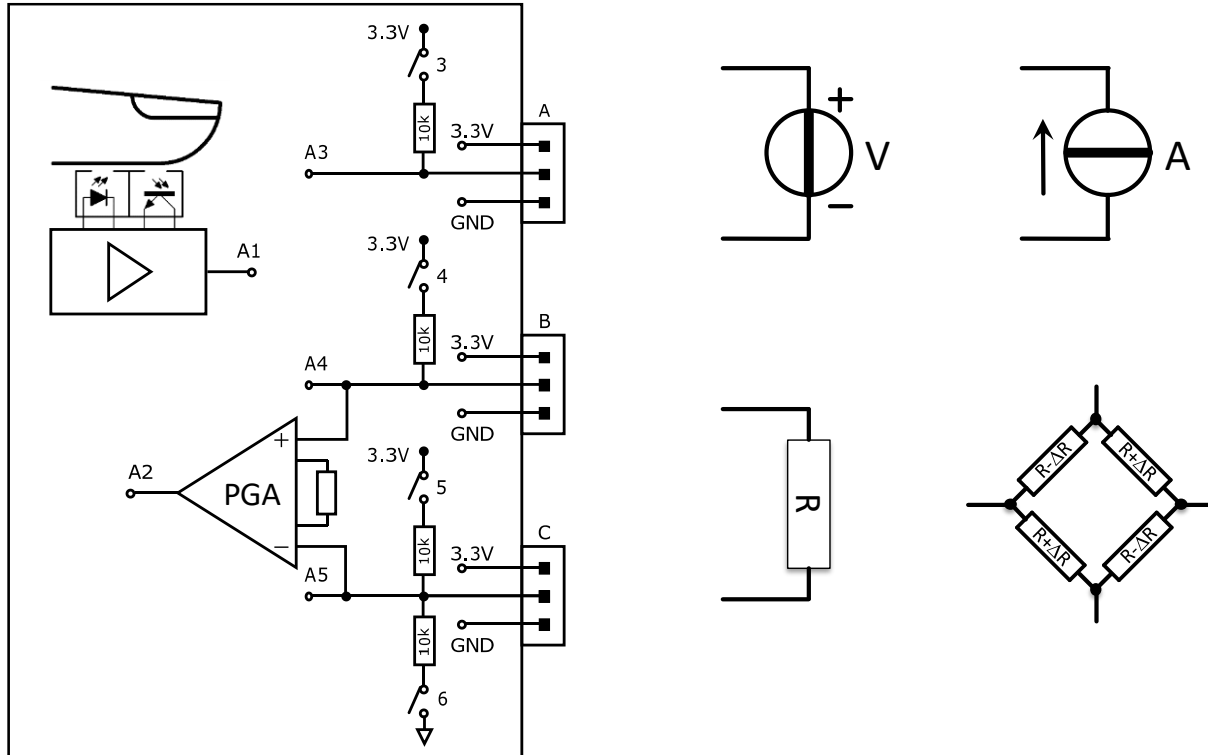 3.3V
3
10k
A
3.3V
A3
GND
A1
3.3V
4
10k
B
3.3V
A4
GND
+
A2
PGA
3.3V
5
10k
C
3.3V
−
A5
10k
GND
6
+
V
−
A
R
R-ΔR
R+ΔR
R+ΔR
R-ΔR